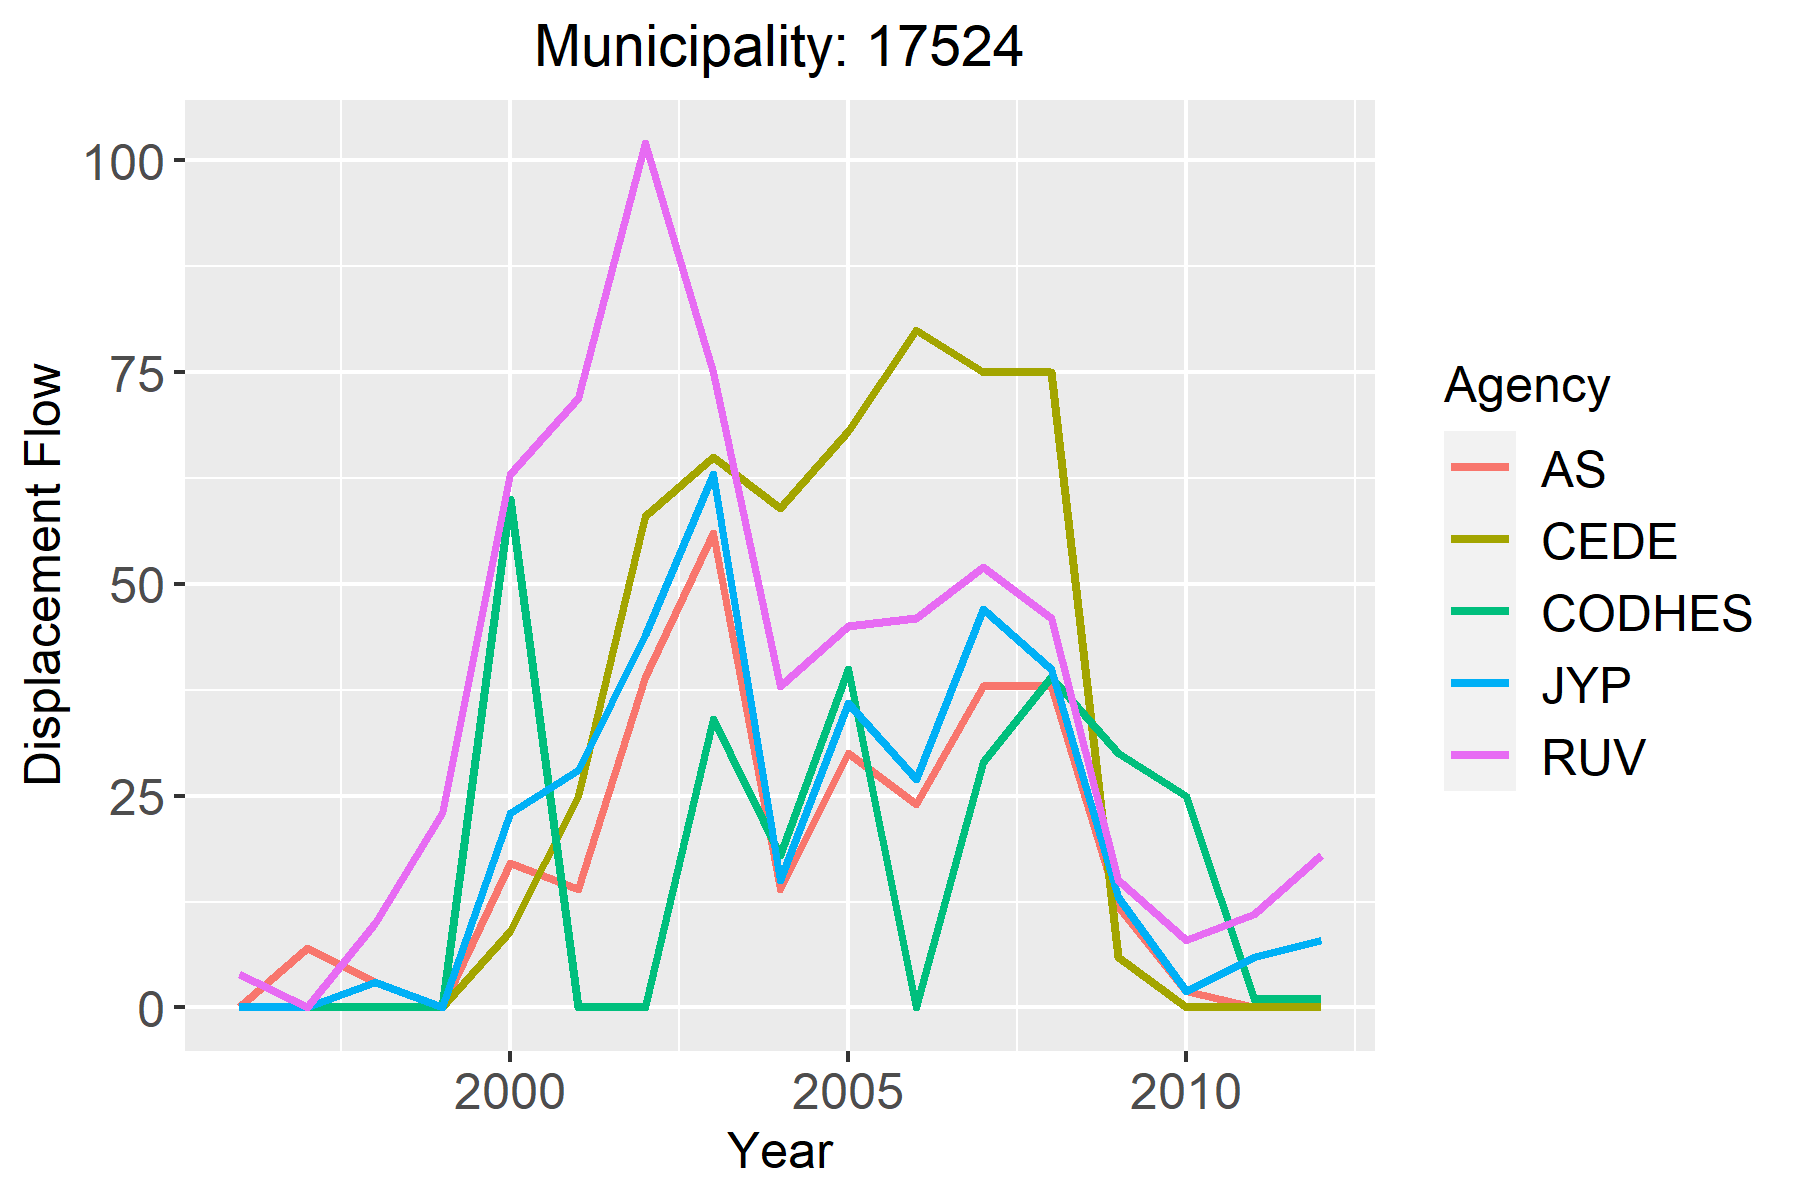 Municipality: 17524
100
75
50
25
0
Displacement Flow
2000
2005
2010
Year
Agency
AS
CEDE
CODHES
JYP
RUV